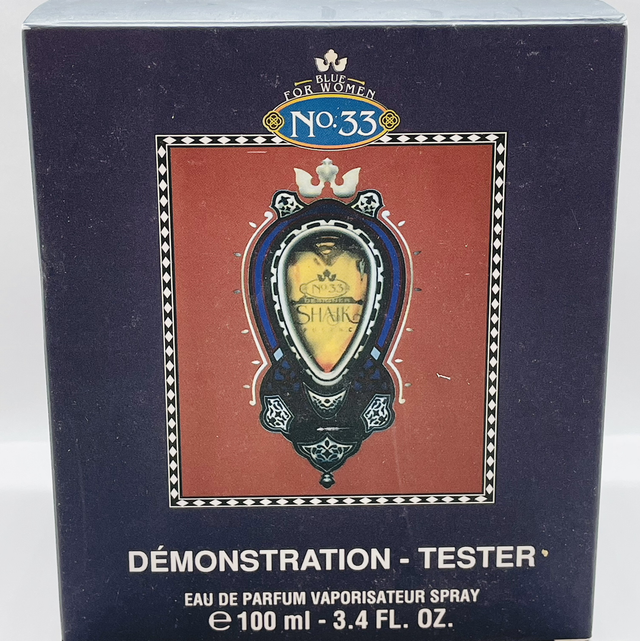 BLUE
FOR WOMEN
No.33
No.33
DESIGNER
SHAIK
DÉMONSTRATION - TESTER
EAU DE PARFUM VAPORISATEUR SPRAY
℮ 100 ml - 3.4 FL. OZ.